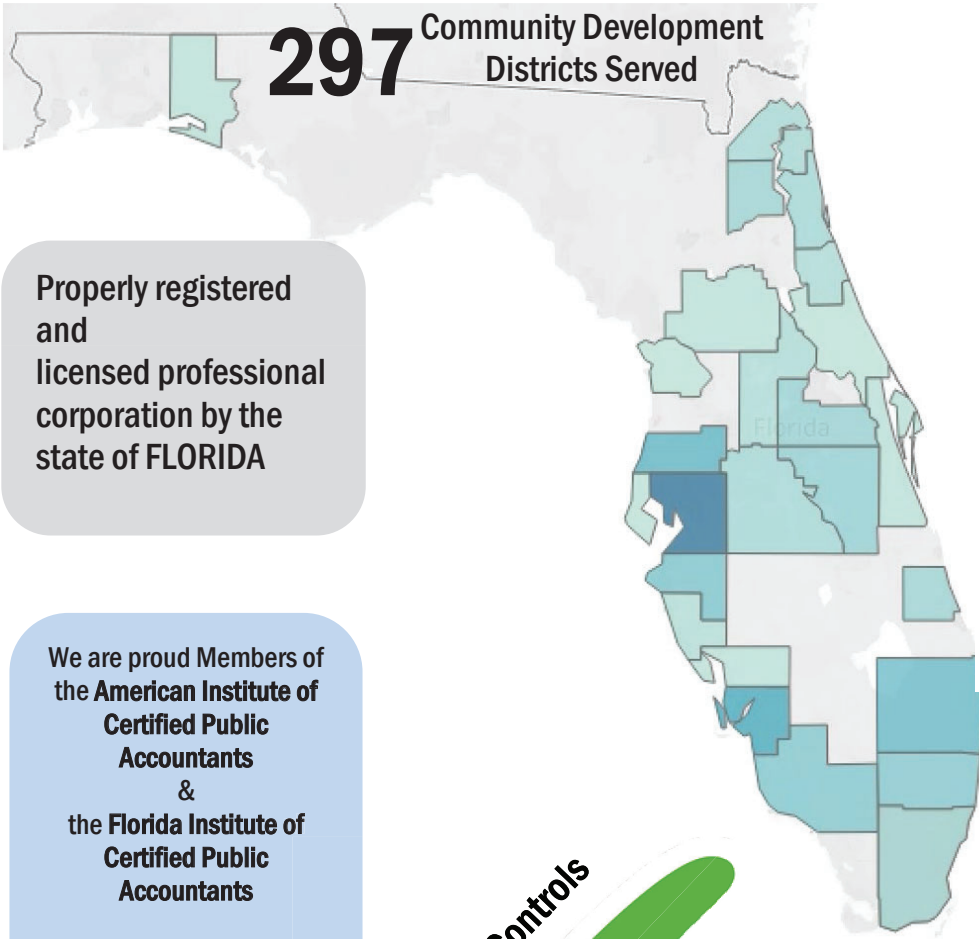 297
Community Development
Districts Served
Properly registered
and
licensed professional
corporation by the
state of FLORIDA
Florida
We are proud Members of
the American Institute of
Certified Public
Accountants
&
the Florida Institute of
Certified Public
Accountants
Controls